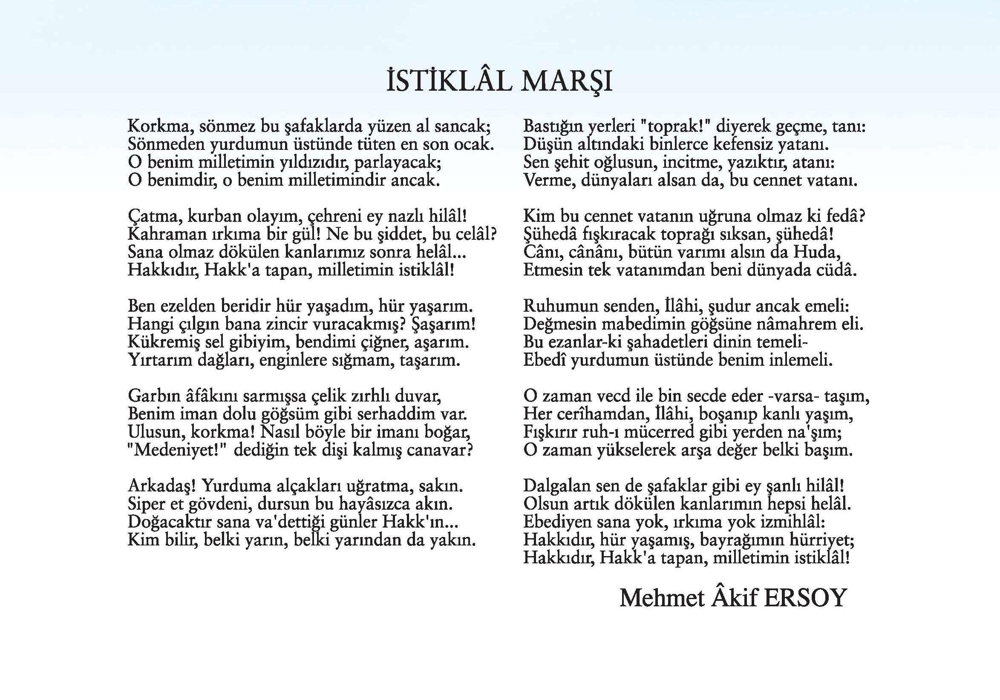 İSTİKLÂL MARŞI
Korkma, sönmez bu şafaklarda yüzen al sancak;
Sönmeden yurdumun üstünde tüten en son ocak.
O benim milletimin yıldızıdır, parlayacak;
O benimdir, o benim milletimindir ancak.
Çatma, kurban olayım, çehreni ey nazlı hilâl!
Kahraman ırkıma bir gül! Ne bu şiddet, bu celâl?
Sana olmaz dökülen kanlarımız sonra helâl...
Hakkıdır, Hakk'a tapan, milletimin istiklâl!
Ben ezelden beridir hür yaşadım, hür yaşarım.
Hangi çılgın bana zincir vuracakmış? Şaşarım!
Kükremiş sel gibiyim, bendimi çiğner, aşarım.
Yırtarım dağları, enginlere sığmam, taşarım.
Garbın âfâkını sarmışsa çelik zırhlı duvar,
Benim iman dolu göğsüm gibi serhaddim var.
Ulusun, korkma! Nasıl böyle bir imanı boğar,
"Medeniyet!" dediğin tek dişi kalmış canavar?
Arkadaş! Yurduma alçakları uğratma, sakın.
Siper et gövdeni, dursun bu hayâsızca akın.
Doğacaktır sana va'dettiği günler Hakk'ın...
Kim bilir, belki yarın, belki yarından da yakın.
Bastığın yerleri "toprak!" diyerek geçme, tanı:
Düşün altındaki binlerce kefensiz yatanı.
Sen şehit oğlusun, incitme, yazıktır, atanı:
Verme, dünyaları alsan da, bu cennet vatanı.
Kim bu cennet vatanın uğruna olmaz ki fedâ?
Şühedâ fışkıracak toprağı sıksan, şühedâ!
Cânı, cânânı, bütün varımı alsın da Huda,
Etmesin tek vatanımdan beni dünyada cüdâ.
Ruhumun senden, İlâhi, şudur ancak emeli:
Değmesin mabedimin göğsüne nâmahrem eli.
Bu ezanlar-ki şahadetleri dinin temeli-
Ebedî yurdumun üstünde benim inlemeli.
O zaman vecd ile bin secde eder -varsa- taşım,
Her cerîhamdan, İlâhi, boşanıp kanlı yaşım,
Fışkırır ruh-ı mücerred gibi yerden na'şım;
O zaman yükselerek arşa değer belki başım.
Dalgalan sen de şafaklar gibi ey şanlı hilâl!
Olsun artık dökülen kanlarımın hepsi helâl.
Ebediyen sana yok, ırkıma yok izmihlâl:
Hakkıdır, hür yaşamış, bayrağımın hürriyet;
Hakkıdır, Hakk'a tapan, milletimin istiklâl!
Mehmet Âkif ERSOY